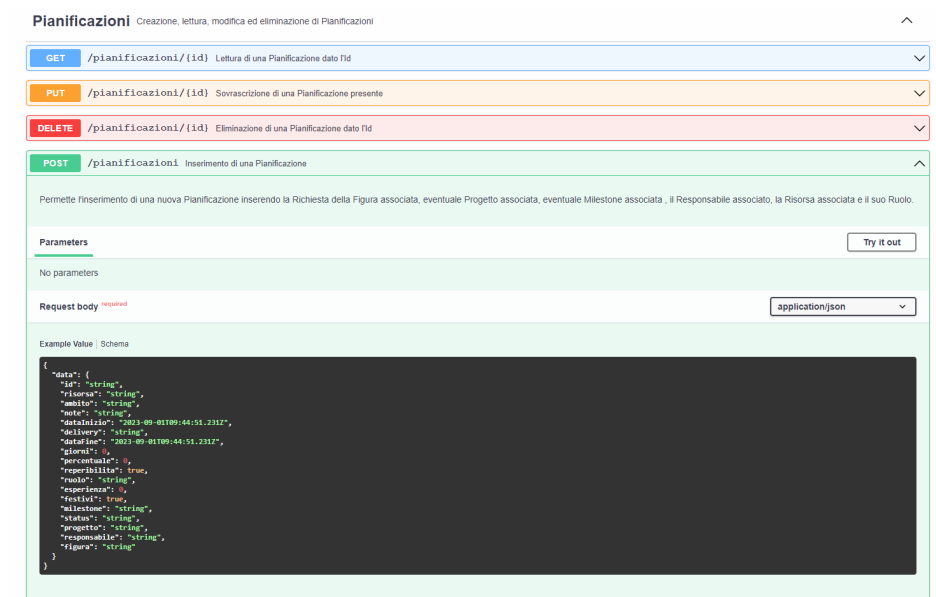 Pianificazioni Creazione, lettura, modifica ed eliminazione di Pianificazioni
GET /pianificazioni/{id} Lettura di una Pianificazione dato l'Id
PUT /pianificazioni/{id} Sovrascrizione di una Pianificazione presente
DELETE /pianificazioni/{id} Eliminazione di una Pianificazione dato l'Id
POST /pianificazioni Inserimento di una Pianificazione
Permette l'inserimento di una nuova Pianificazione inserendo la Richiesta della Figura associata, eventuale Progetto associata, eventuale Milestone associata , il Responsabile associato, la Risorsa associata e il suo Ruolo.
Parameters
Try it out
No parameters
Request body required
application/json
Example Value Schema
{
"data": {
"id": "string",
"risorsa": "string",
"ambito": "string",
"note": "string",
"dataInizio": "2023-09-01T09:44:51.231Z",
"delivery": "string",
"dataFine": "2023-09-01T09:44:51.231Z",
"giorni": 0,
"percentuale": 0,
"reperibilita": true,
"ruolo": "string",
"esperienza": 0,
"festivi": true,
"milestone": "string",
"status": "string",
"progetto": "string",
"responsabile": "string",
"figura": "string"
}
}